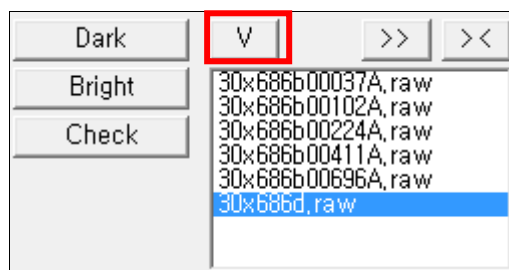 Dark
V
>>
><
Bright
Check
30x686b00037A,raw
30x686b00102A,raw
30x686b00224A,raw
30x686b00411A,raw
30x686b00696A,raw
30x686d,raw